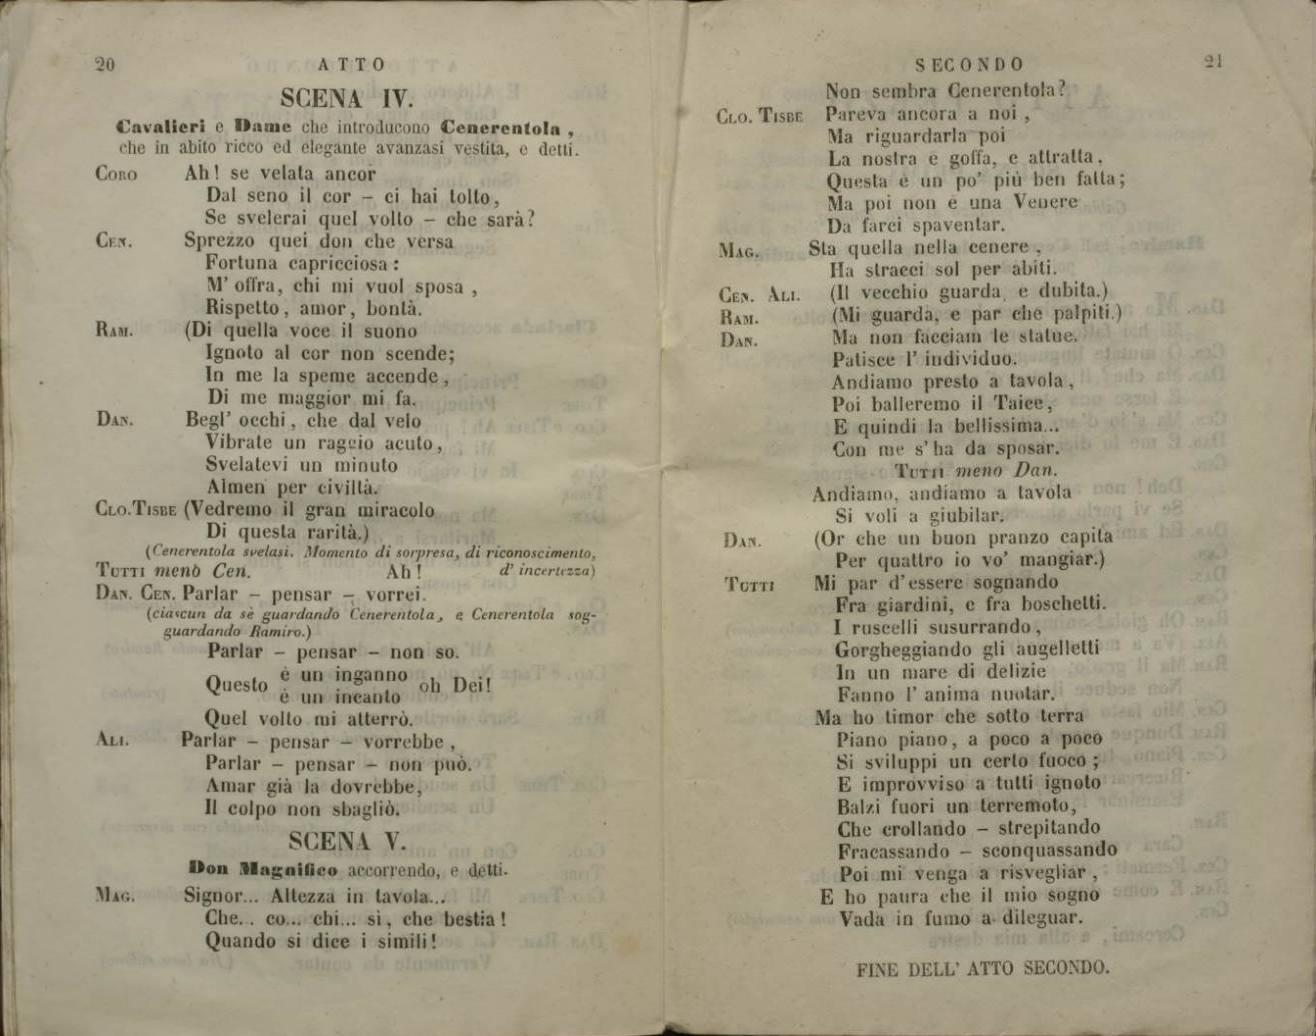 20 ATTO
SCENA IV.
Cavalieri e Dame che introducono Cenerentola,
che in abito ricco ed elegante avanzasi vestita, e detti.
CORO Ah! se velata ancor
Dal seno il cor – ci hai tolto,
Se svelerai quel volto – che sarà?
CEN. Sprezzo quei don che versa
Fortuna capricciosa:
M' offra, chi mi vuol sposa,
Rispetto, amor, bontà.
RAM. (Di quella voce il suono
Ignoto al cor non scende;
In me la speme accende,
Di me maggior mi fa.
DAN. Begl' occhi, che dal velo
Vibrate un raggio acuto,
Svelatevi un minuto
Almen per civiltà.
CLO. TISBE (Vedremo il gran miracolo
Di questa rarità.)
(Cenerentola svelasi. Momento di sorpresa, di riconoscimento,
d' incertezza)
TUTTI menò Cen. Ah!
DAN. CEN. Parlar – pensar – vorrei.
(ciascun da sè guardando Cenerentola, e Cenerentola sog-
guardando Ramiro.)
Parlar – pensar – non so.
Questo è un inganno oh Dei!
è un incanto
Quel volto mi atterrò.
ALI. Parlar – pensar – vorrebbe,
Parlar – pensar – non può.
Amar già la dovrebbe,
Il colpo non sbagliò.
SCENA V.
Don Magnifico accorrendo, e detti.
MAG. Signor... Altezza in tavola...
Che... co... chi... si, che bestia!
Quando si dice i simili!
SECONDO 21
Non sembra Cenerentola?
CLO. TISBE Pareva ancora a noi,
Ma riguardarla poi
La nostra è goffa, e attratta,
Questa è un po' più ben fatta;
Ma poi non è una Venere
Da farci spaventar.
MAG. Sta quella nella cenere,
Ha stracci sol per abiti.
CEN. ALI. (Il vecchio guarda, e dubita.)
RAM. (Mi guarda, e par che palpiti.)
DAN. Ma non facciam le statue.
Patisce l' individuo.
Andiamo presto a tavola,
Poi balleremo il Taice,
E quindi la bellissima...
Con me s' ha da sposar.
TUTTI meno Dan.
Andiamo, andiamo a tavola
Si voli a giubilar.
DAN. (Or che un buon pranzo capita
Per quattro io vo' mangiar.)
TUTTI Mi par d' essere sognando
Fra giardini, e fra boschetti.
I ruscelli susurrando,
Gorgheggiando gli augelletti
In un mare di delizie
Fanno l' anima nuotar.
Ma ho timor che sotto terra
Piano piano, a poco a poco
Si sviluppi un certo fuoco;
E improvviso a tutti ignoto
Balzi fuori un terremoto,
Che crollando – strepitando
Fracassando – sconquassando
Poi mi venga a risvegliar,
E ho paura che il mio sogno
Vada in fumo a dileguar.
FINE DELL' ATTO SECONDO.